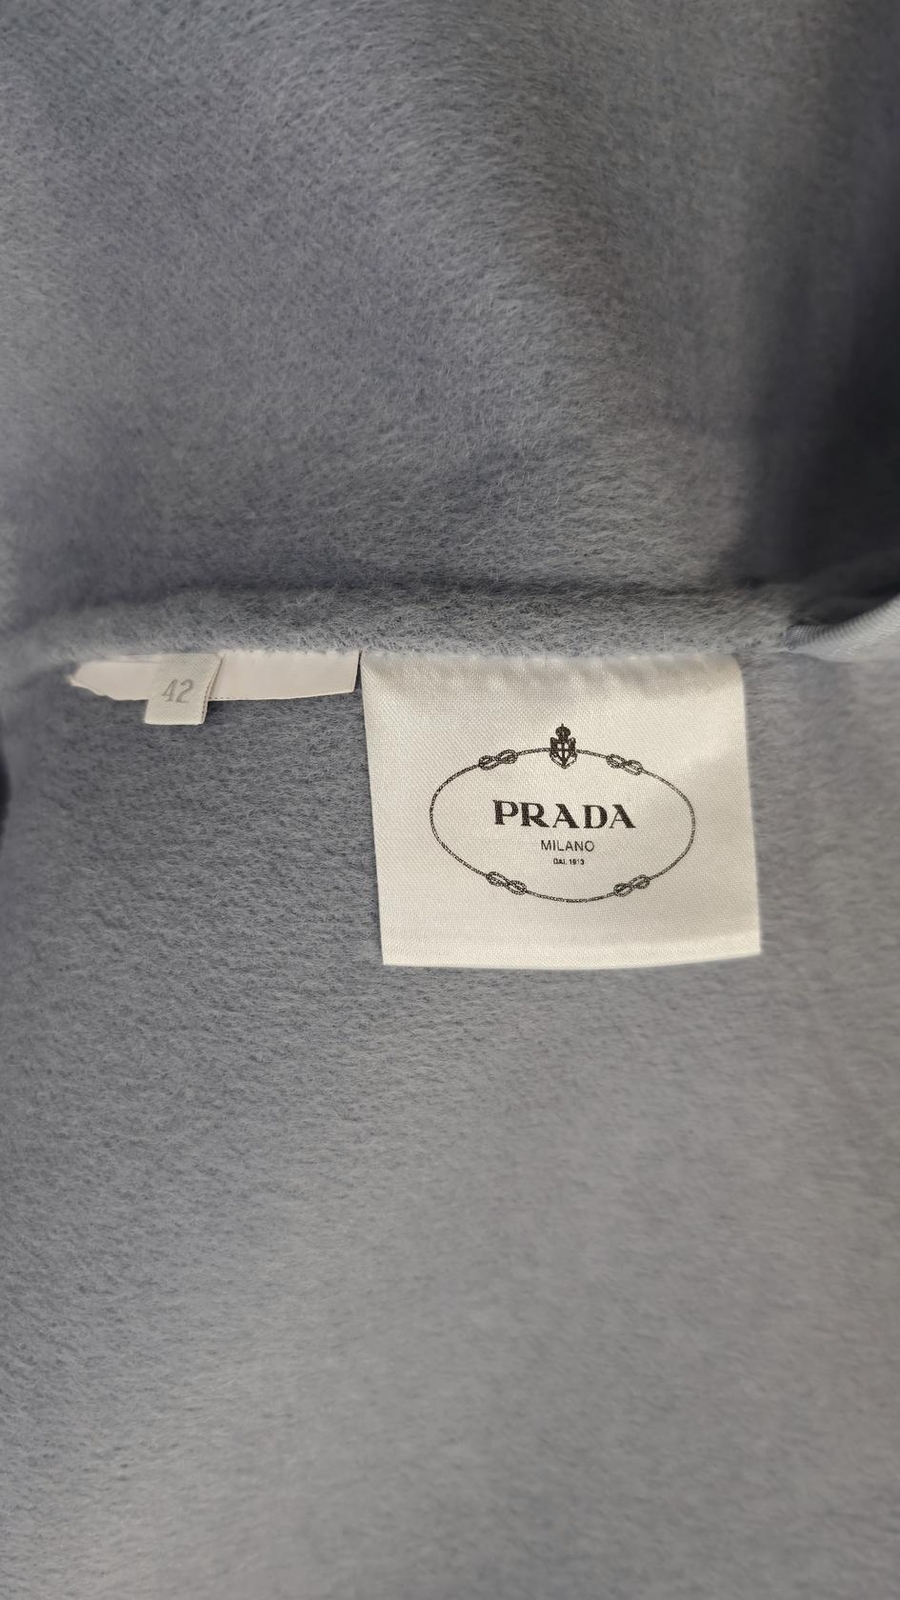 42
PRADA
MILANO
DAL 1913